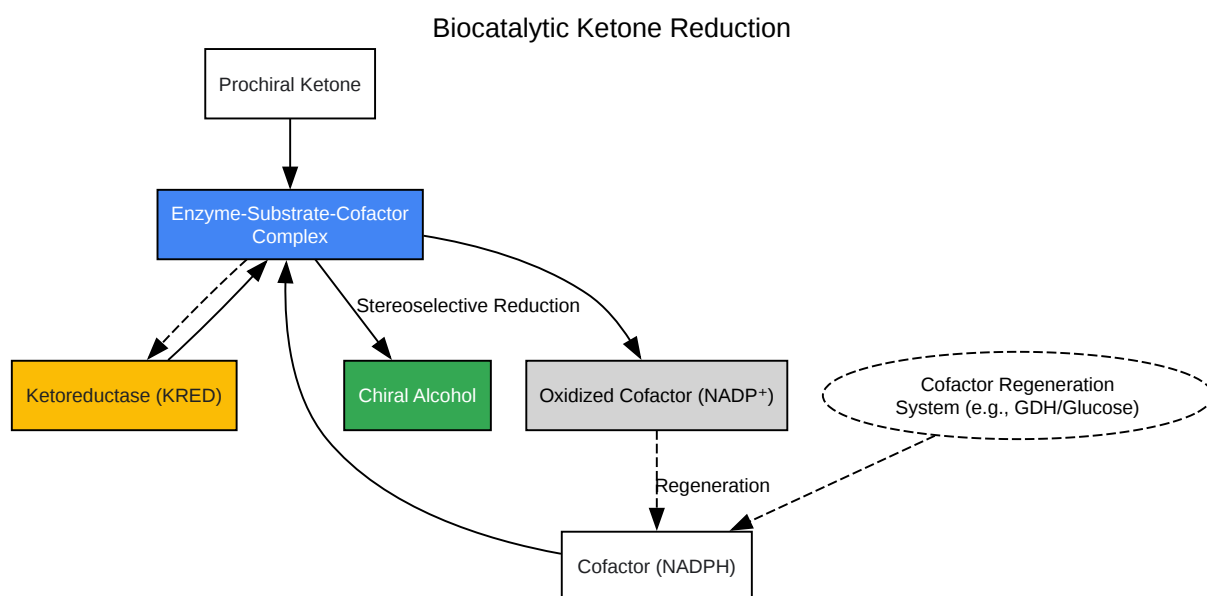 Biocatalytic Ketone Reduction
Prochiral Ketone
Enzyme-Substrate-Cofactor
Complex
Stereoselective Reduction
Ketoreductase (KRED)
Chiral Alcohol
Oxidized Cofactor (NADP⁺)
Cofactor Regeneration
System (e.g., GDH/Glucose)
Regeneration
Cofactor (NADPH)